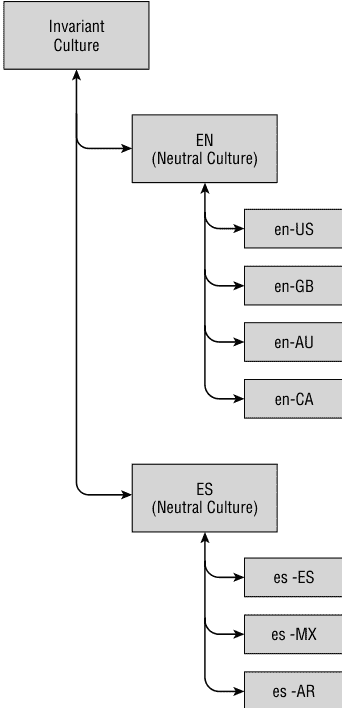 Invariant
Culture
EN
(Neutral Culture)
en-US
en-GB
en-AU
en-CA
ES
(Neutral Culture)
es -ES
es -MX
es -AR